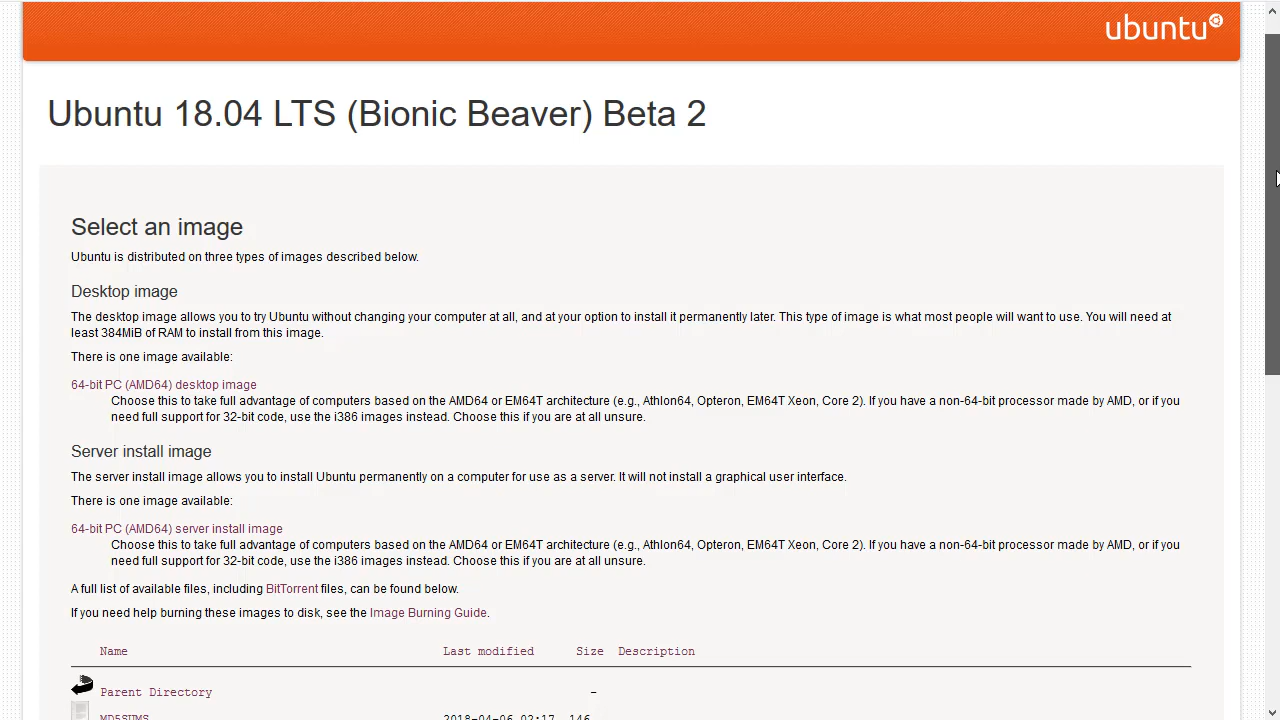 ubuntu
Ubuntu 18.04 LTS (Bionic Beaver) Beta 2
Select an image
Ubuntu is distributed on three types of images described below.
Desktop image
The desktop image allows you to try Ubuntu without changing your computer at all, and at your option to install it permanently later. This type of image is what most people will want to use. You will need at
least 384MiB of RAM to install from this image.
There is one image available:
64-bit PC (AMD64) desktop image
Choose this to take full advantage of computers based on the AMD64 or EM64T architecture (e.g., Athlon64, Opteron, EM64T Xeon, Core 2). If you have a non-64-bit processor made by AMD, or if you
need full support for 32-bit code, use the i386 images instead. Choose this if you are at all unsure.
Server install image
The server install image allows you to install Ubuntu permanently on a computer for use as a server. It will not install a graphical user interface.
There is one image available:
64-bit PC (AMD64) server install image
Choose this to take full advantage of computers based on the AMD64 or EM64T architecture (e.g., Athlon64, Opteron, EM64T Xeon, Core 2). If you have a non-64-bit processor made by AMD, or if you
need full support for 32-bit code, use the i386 images instead. Choose this if you are at all unsure.
A full list of available files, including BitTorrent files, can be found below.
If you need help burning these images to disk, see the Image Burning Guide.
Name Last modified Size Description
Parent Directory -
MD5SUMS 2018-04-06 02:17 146